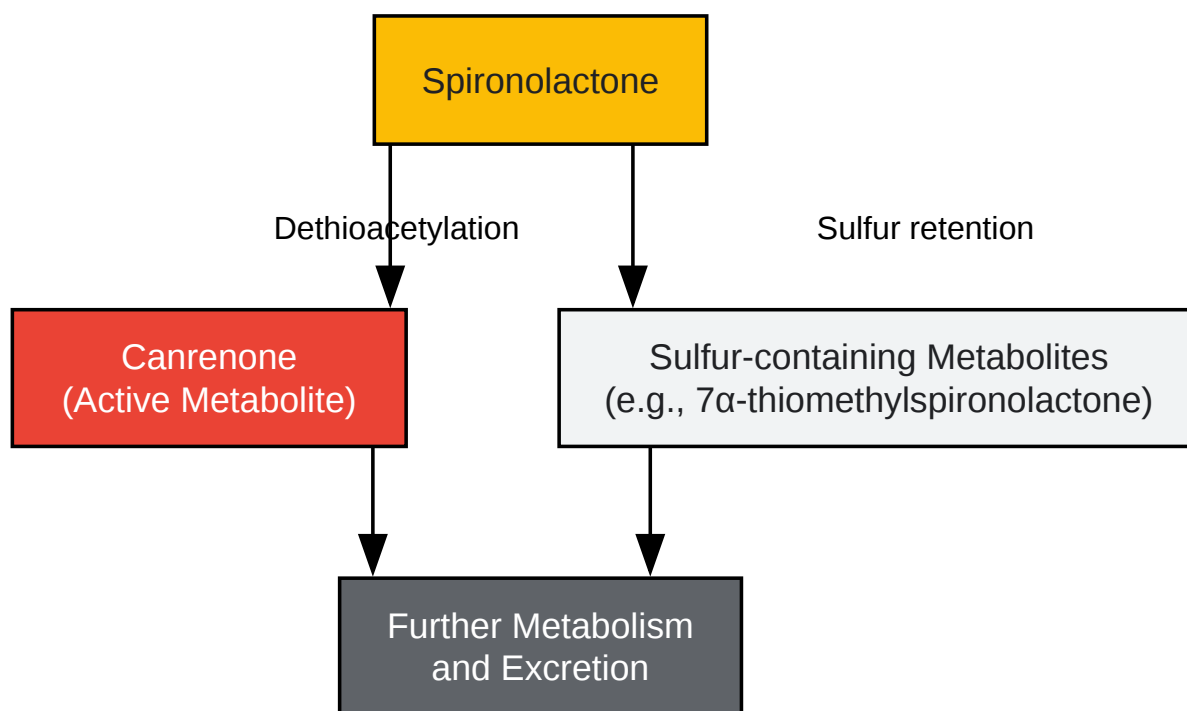 Spironolactone
Dethioacetylation
Sulfur retention
Canrenone
(Active Metabolite)
Sulfur-containing Metabolites
(e.g., 7α-thiomethylspironolactone)
Further Metabolism
and Excretion